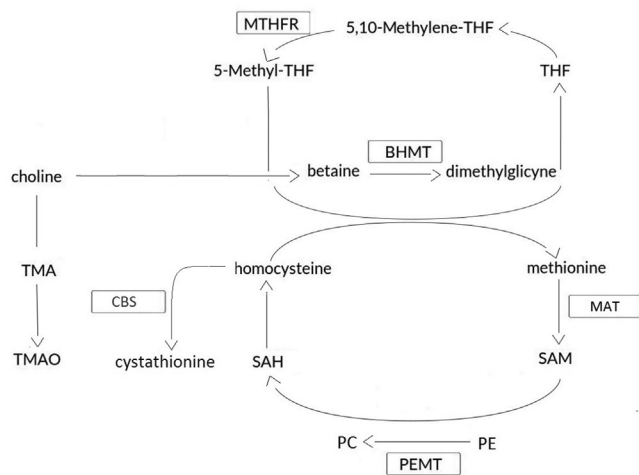 MTHFR
5,10-Methylene-THF
5-Methyl-THF
THF
BHMT
choline
betaine
dimethylglicyne
TMA
homocysteine
methionine
CBS
MAT
TMAO
cystathionine
SAH
SAM
PC
PE
PEMT